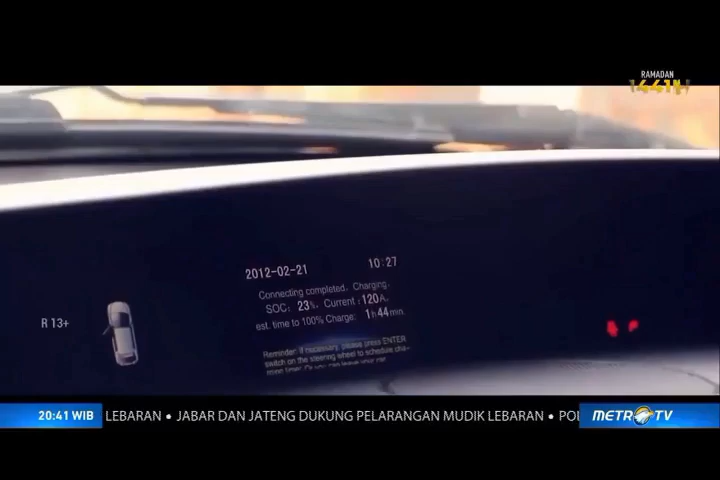 RAMADAN
1441H
2012-02-21 10:27
Connecting completed. Charging.
SOC: 23%. Current: 120A.
est. time to 100% Charge: 1h44min.
R 13+
Reminder: if necessary, please press ENTER
switch on the steering wheel to schedule cha-
20:41 WIB LEBARAN • JABAR DAN JATENG DUKUNG PELARANGAN MUDIK LEBARAN • METRO TV